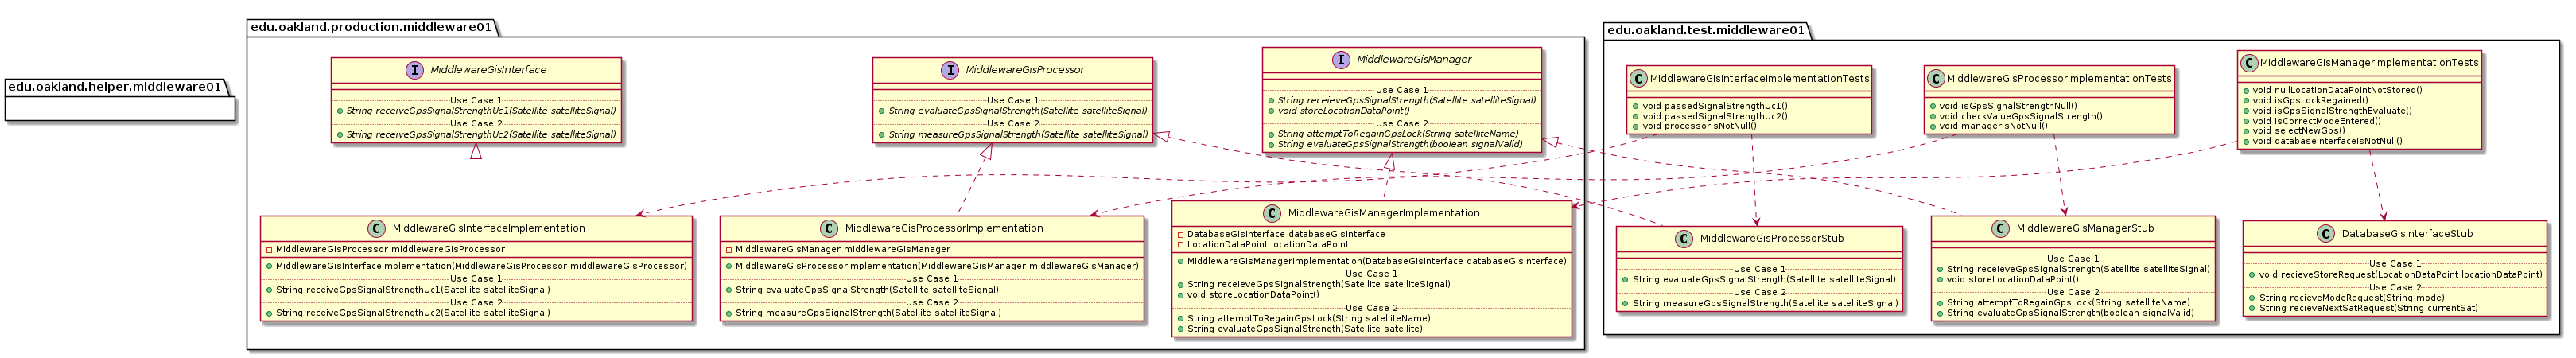 edu.oakland.helper.middleware01
edu.oakland.production.middleware01
I MiddlewareGisInterface
Use Case 1
String receiveGpsSignalStrengthUc1(Satellite satelliteSignal)
Use Case 2
String receiveGpsSignalStrengthUc2(Satellite sateliteSignal)
I MiddlewareGisProcessor
Use Case 1
String evaluateGpsSignalStrength(Satellite satelliteSignal)
Use Case 2
String measureGpsSignalStrength(Satellite satelliteSignal)
I MiddlewareGisManager
Use Case 1
String receieveGpsSignalStrength(Satellite satelliteSignal)
void storeLocationDataPoint()
Use Case 2
String attemptToRegainGpsLock(String satelliteName)
String evaluateGpsSignalStrength(boolean signalValid)
C MiddlewareGisInterfaceImplementation
MiddlewareGisProcessor middlewareGisProcessor
MiddlewareGisInterfaceImplementation(MiddlewareGisProcessor middlewareGisProcessor)
Use Case 1
String receiveGpsSignalStrengthUc1(Satellite satelliteSignal)
Use Case 2
String receiveGpsSignalStrengthUc2(Satellite satelliteSignal)
C MiddlewareGisProcessorImplementation
MiddlewareGisManager middlewareGisManager
MiddlewareGisProcessorImplementation(MiddlewareGisManager middlewareGisManager)
Use Case 1
String evaluateGpsSignalStrength(Satellite satelliteSignal)
Use Case 2
String measureGpsSignalStrength(Satellite satelliteSignal)
C MiddlewareGisManagerImplementation
DatabaseGisInterface databaseGisInterface
LocationDataPoint locationDataPoint
MiddlewareGisManagerImplementation(DatabaseGisInterface databaseGisInterface)
Use Case 1
String receieveGpsSignalStrength(Satellite satelliteSignal)
void storeLocationDataPoint()
Use Case 2
String attemptToRegainGpsLock(String satelliteName)
String evaluateGpsSignalStrength(Satellite satellite)
edu.oakland.test.middleware01
C MiddlewareGisInterfaceImplementationTests
void passedSignalStrengthUc1()
void passedSignalStrengthUc2()
void processorIsNotNull()
C MiddlewareGisProcessorImplementationTests
void isGpsSignalStrengthNull()
void checkValueGpsSignalStrength()
void managerIsNotNull()
C MiddlewareGisManagerImplementationTests
void nullLocationDataPointNotStored()
void isGpsLockRegained()
void isGpsSignalStrengthEvaluate()
void isCorrectModeEntered()
void selectNewGps()
void databaseInterfaceIsNotNull()
C MiddlewareGisProcessorStub
Use Case 1
String evaluateGpsSignalStrength(Satellite satelliteSignal)
Use Case 2
String measureGpsSignalStrength(Satellite satelliteSignal)
C MiddlewareGisManagerStub
Use Case 1
String receieveGpsSignalStrength(Satellite satelliteSignal)
void storeLocationDataPoint()
Use Case 2
String attemptToRegainGpsLock(String satelliteName)
String evaluateGpsSignalStrength(boolean signalValid)
C DatabaseGisInterfaceStub
Use Case 1
void recieveStoreRequest(LocationDataPoint locationDataPoint)
Use Case 2
String recieveModeRequest(String mode)
String recieveNextSatRequest(String currentSat)